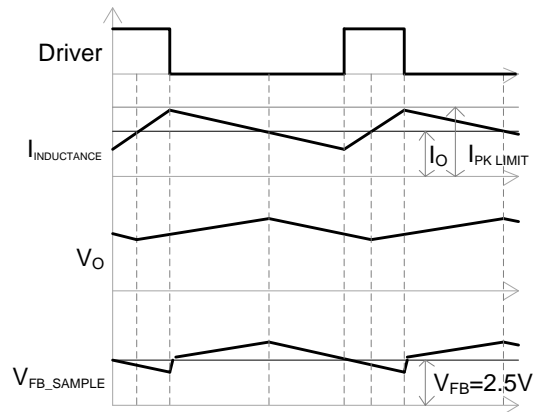 Driver
I_INDUCTANCE
I_O
I_PK LIMIT
V_O
V_FB_SAMPLE
V_FB=2.5V